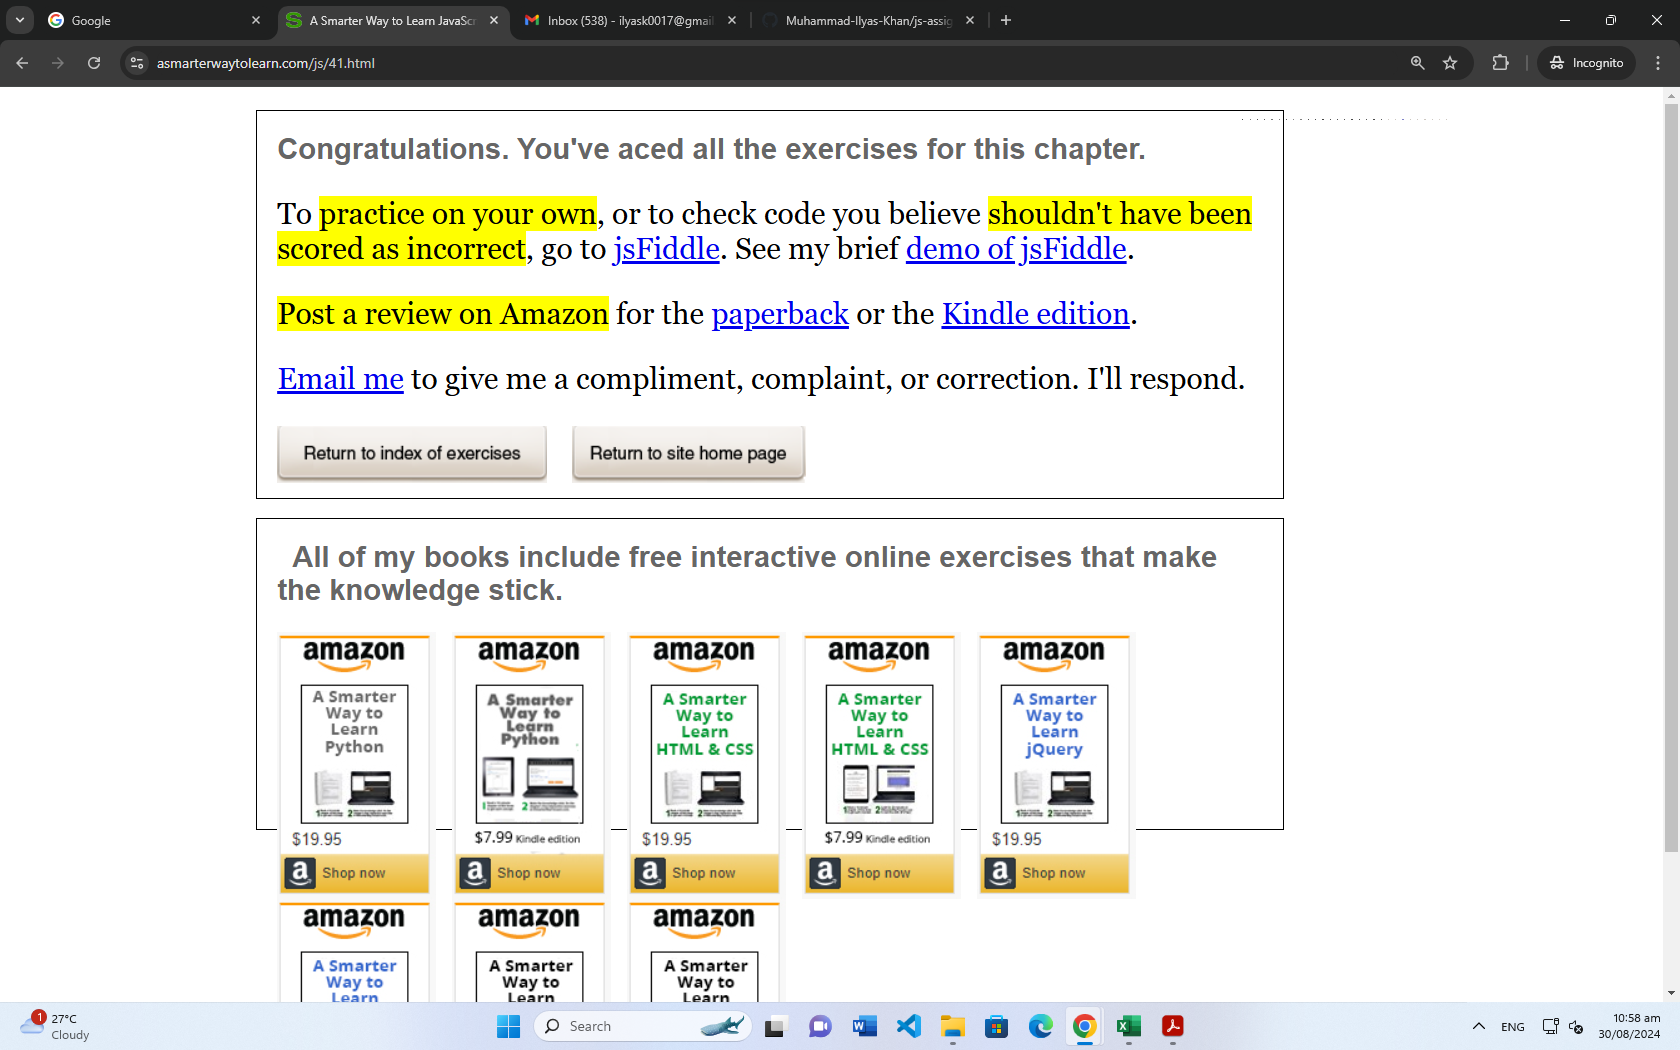 Google
A Smarter Way to Learn JavaScr
Inbox (538) - ilyask0017@gmail
Muhammad-Ilyas-Khan/js-assig
asmarterwaytolearn.com/js/41.html
Incognito
Congratulations. You've aced all the exercises for this chapter.
To practice on your own, or to check code you believe shouldn't have been
scored as incorrect, go to jsFiddle. See my brief demo of jsFiddle.
Post a review on Amazon for the paperback or the Kindle edition.
Email me to give me a compliment, complaint, or correction. I'll respond.
Return to index of exercises
Return to site home page
All of my books include free interactive online exercises that make
the knowledge stick.
amazon
A Smarter
Way to
Learn
Python
$19.95
Shop now
amazon
A Smarter
Way to
Learn
Python
$7.99 Kindle edition
Shop now
amazon
A Smarter
Way to
Learn
HTML & CSS
$19.95
Shop now
amazon
A Smarter
Way to
Learn
HTML & CSS
$7.99 Kindle edition
Shop now
amazon
A Smarter
Way to
Learn
jQuery
$19.95
Shop now
amazon
A Smarter
Way to
Learn
amazon
A Smarter
Way to
Learn
amazon
A Smarter
Way to
Learn
1
27°C
Cloudy
Search
ENG
10:58 am
30/08/2024